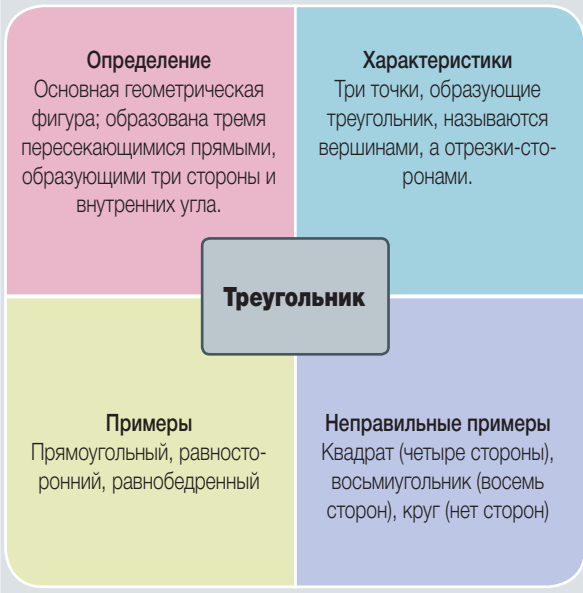 Определение
Основная геометрическая
фигура; образована тремя
пересекающимися прямыми,
образующими три стороны и
внутренних угла.
Характеристики
Три точки, образующие
треугольник, называются
вершинами, а отрезки-сто-
ронами.
Треугольник
Примеры
Прямоугольный, равносто-
ронний, равнобедренный
Неправильные примеры
Квадрат (четыре стороны),
восьмиугольник (восемь
сторон), круг (нет сторон)